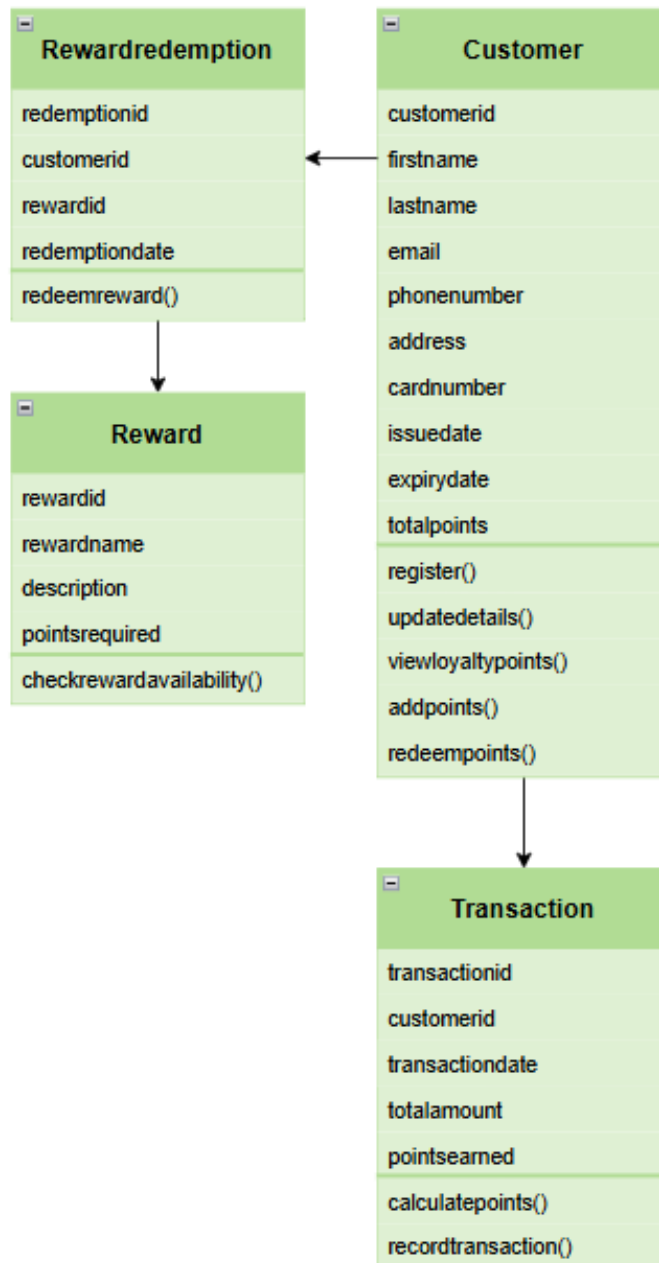 Rewardredemption
redemptionid
customerid
rewardid
redemptiondate
redeemreward()
Reward
rewardid
rewardname
description
pointsrequired
checkrewardavailability()
Customer
customerid
firstname
lastname
email
phonenumber
address
cardnumber
issuedate
expirydate
totalpoints
register()
updatedetails()
viewloyaltypoints()
addpoints()
redeempoints()
Transaction
transactionid
customerid
transactiondate
totalamount
pointsearned
calculatepoints()
recordtransaction()